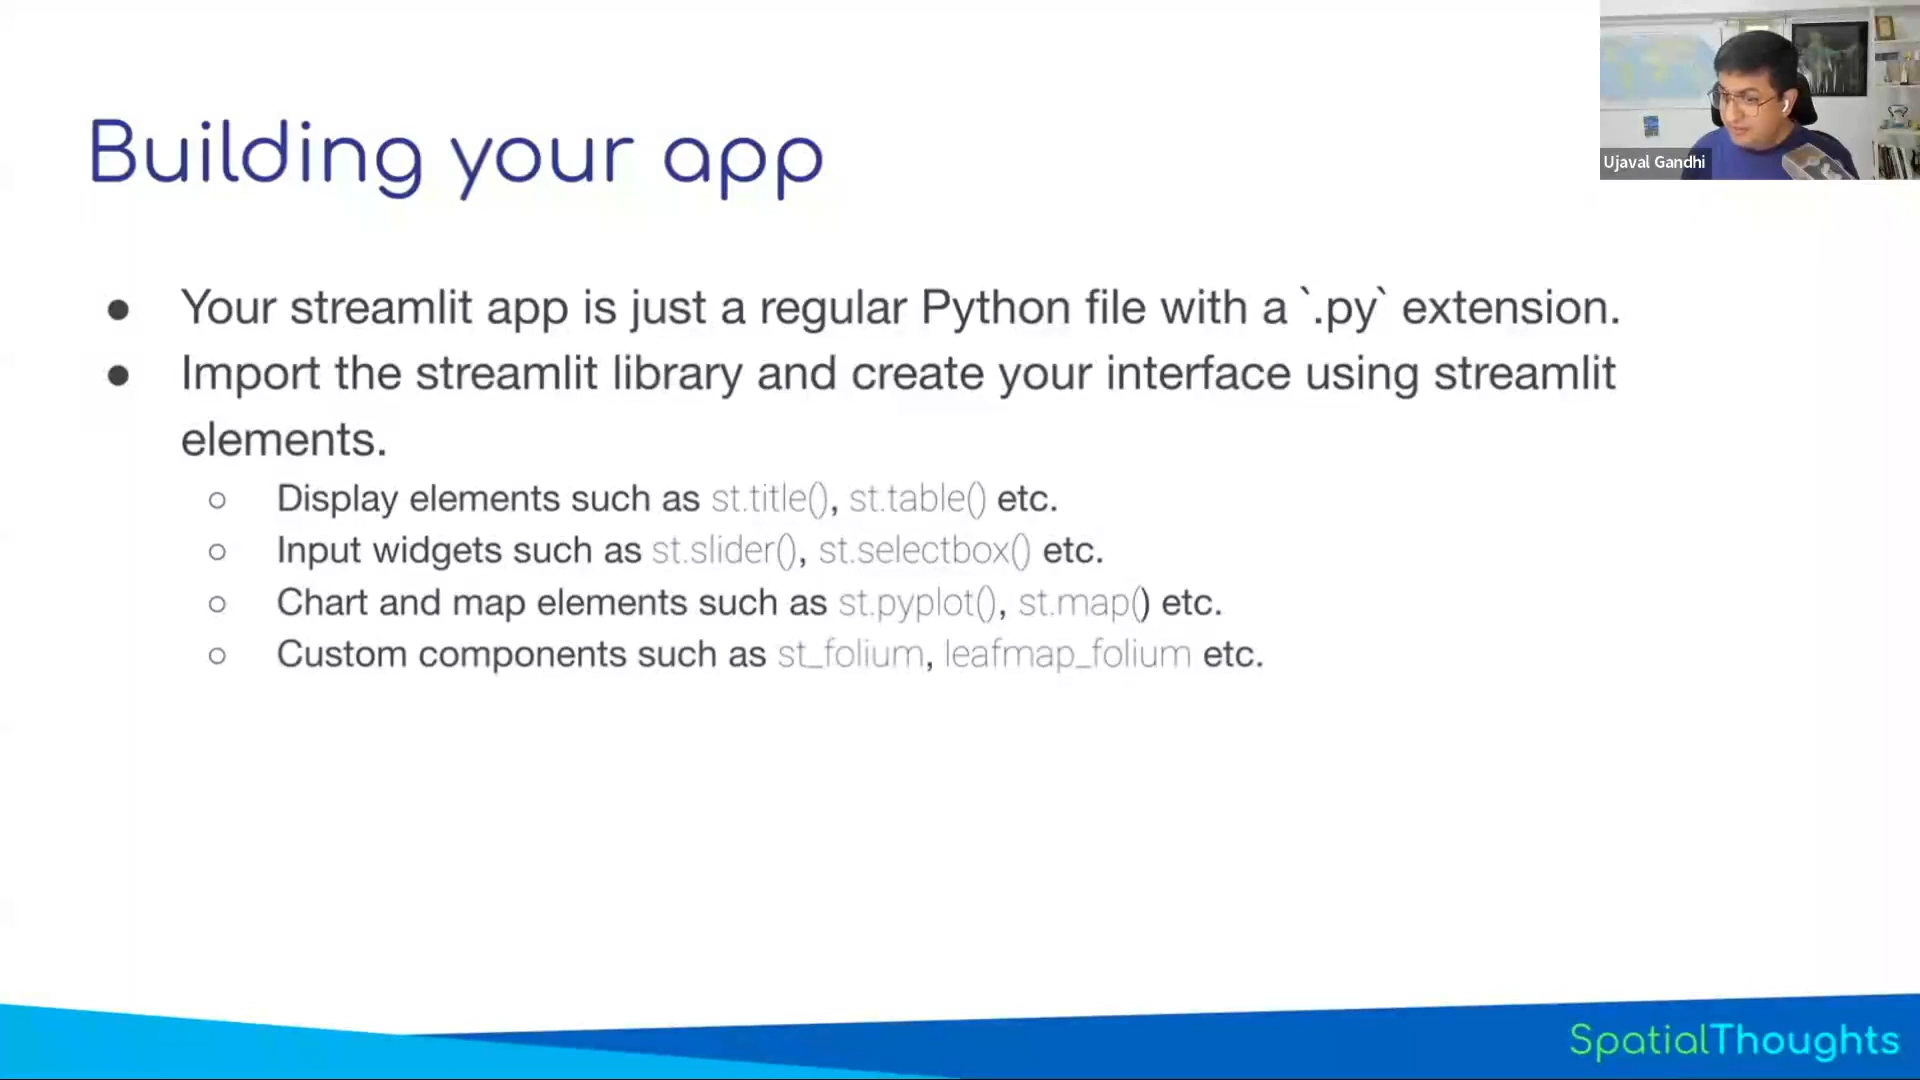 Ujaval Gandhi
Building your app
● Your streamlit app is just a regular Python file with a `.py` extension.
● Import the streamlit library and create your interface using streamlit
elements.
○ Display elements such as st.title(), st.table() etc.
○ Input widgets such as st.slider(), st.selectbox() etc.
○ Chart and map elements such as st.pyplot(), st.map() etc.
○ Custom components such as st_folium, leafmap_folium etc.
SpatialThoughts